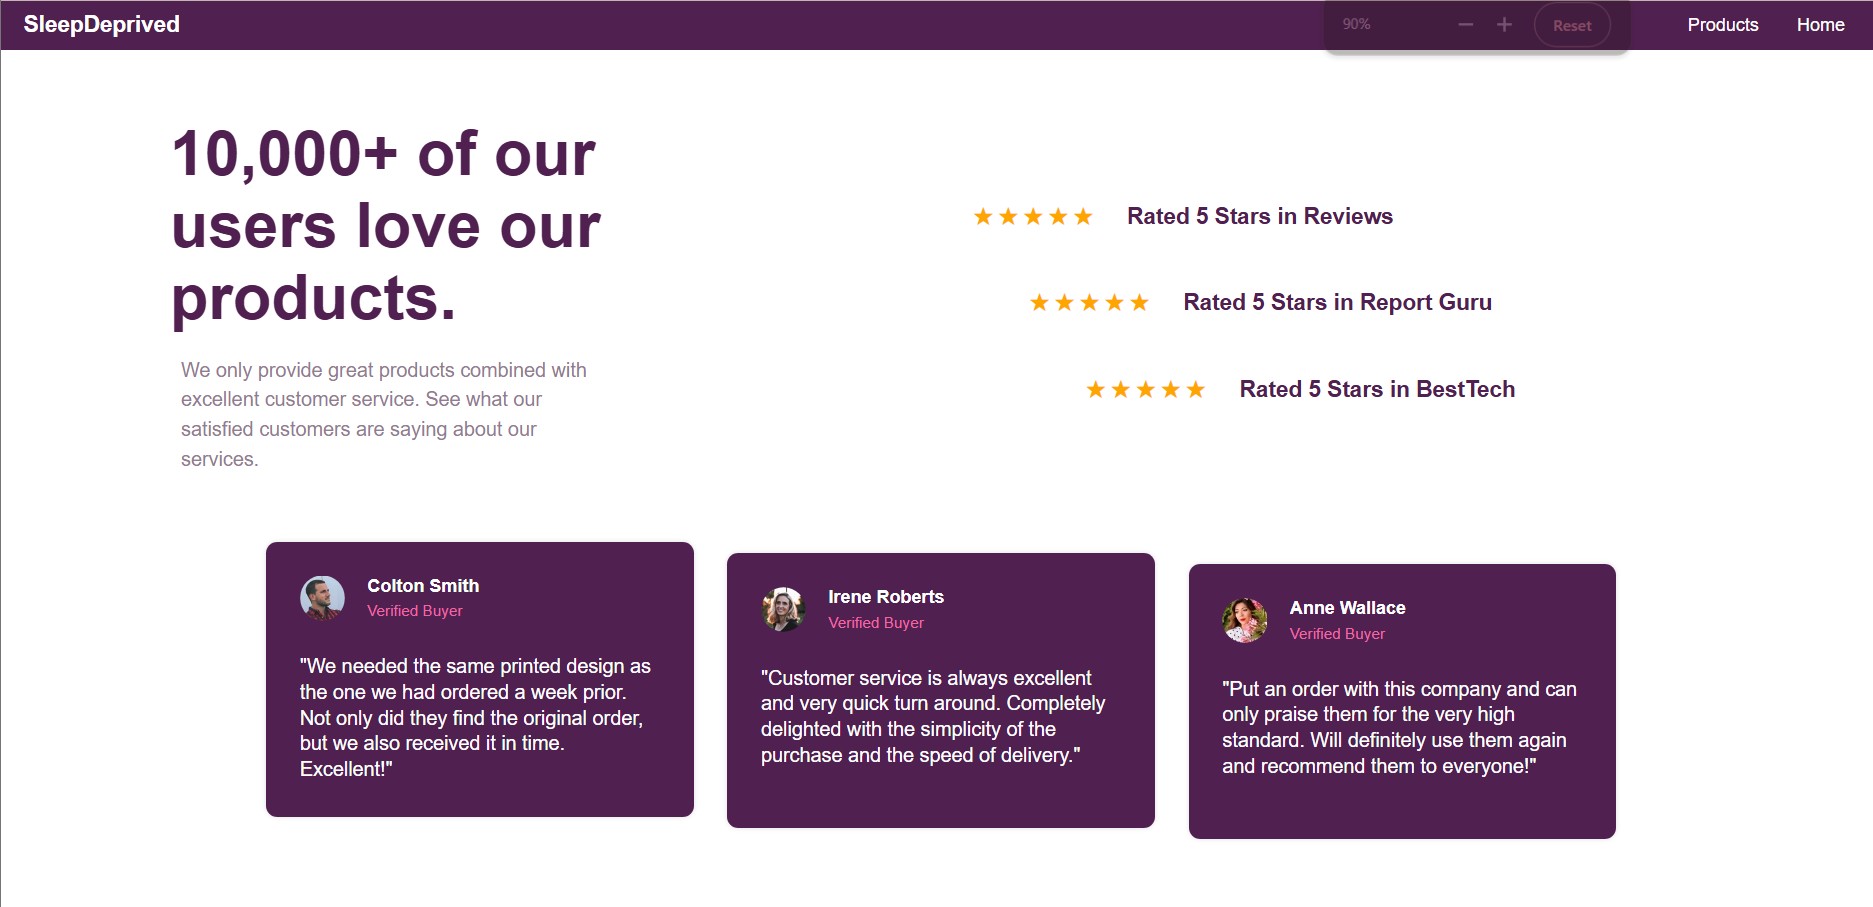 SleepDeprived
90%
Reset
Products
Home
10,000+ of our
users love our
products.
We only provide great products combined with
excellent customer service. See what our
satisfied customers are saying about our
services.
★★★★★ Rated 5 Stars in Reviews
★★★★★ Rated 5 Stars in Report Guru
★★★★★ Rated 5 Stars in BestTech
Colton Smith
Verified Buyer
"We needed the same printed design as
the one we had ordered a week prior.
Not only did they find the original order,
but we also received it in time.
Excellent!"
Irene Roberts
Verified Buyer
"Customer service is always excellent
and very quick turn around. Completely
delighted with the simplicity of the
purchase and the speed of delivery."
Anne Wallace
Verified Buyer
"Put an order with this company and can
only praise them for the very high
standard. Will definitely use them again
and recommend them to everyone!"